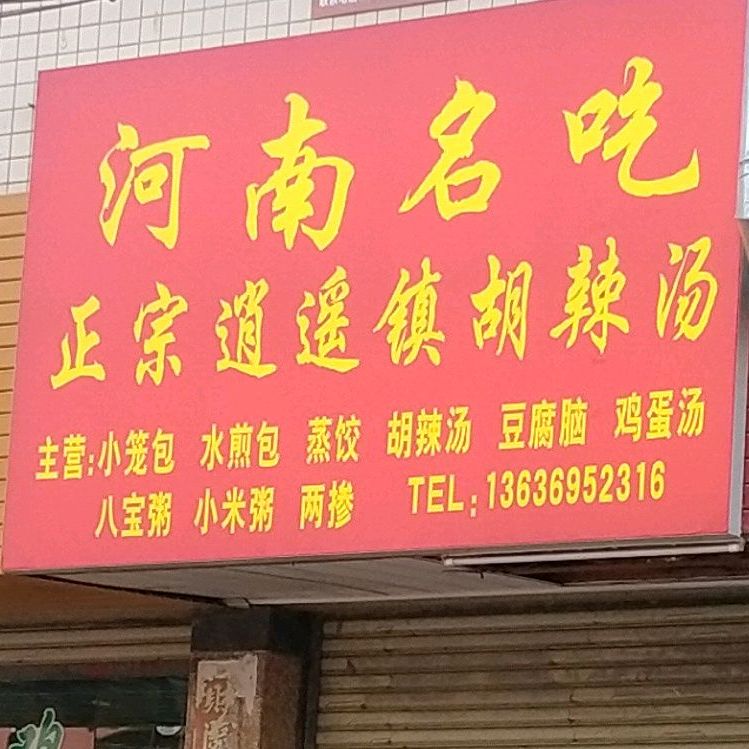 河南名吃
正宗逍遥镇胡辣汤
主营:小笼包 水煎包 蒸饺 胡辣汤 豆腐脑 鸡蛋汤
八宝粥 小米粥 两掺 TEL:13636952316